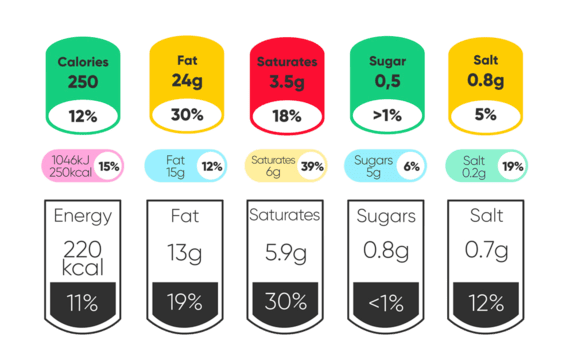 Calories
250
12%
Fat
24g
30%
Saturates
3.5g
18%
Sugar
0,5
>1%
Salt
0.8g
5%
1046kJ
250kcal
15%
Fat
15g
12%
Saturates
6g
39%
Sugars
5g
6%
Salt
0.2g
19%
Energy
220
kcal
11%
Fat
13g
19%
Saturates
5.9g
30%
Sugars
0.8g
<1%
Salt
0.7g
12%